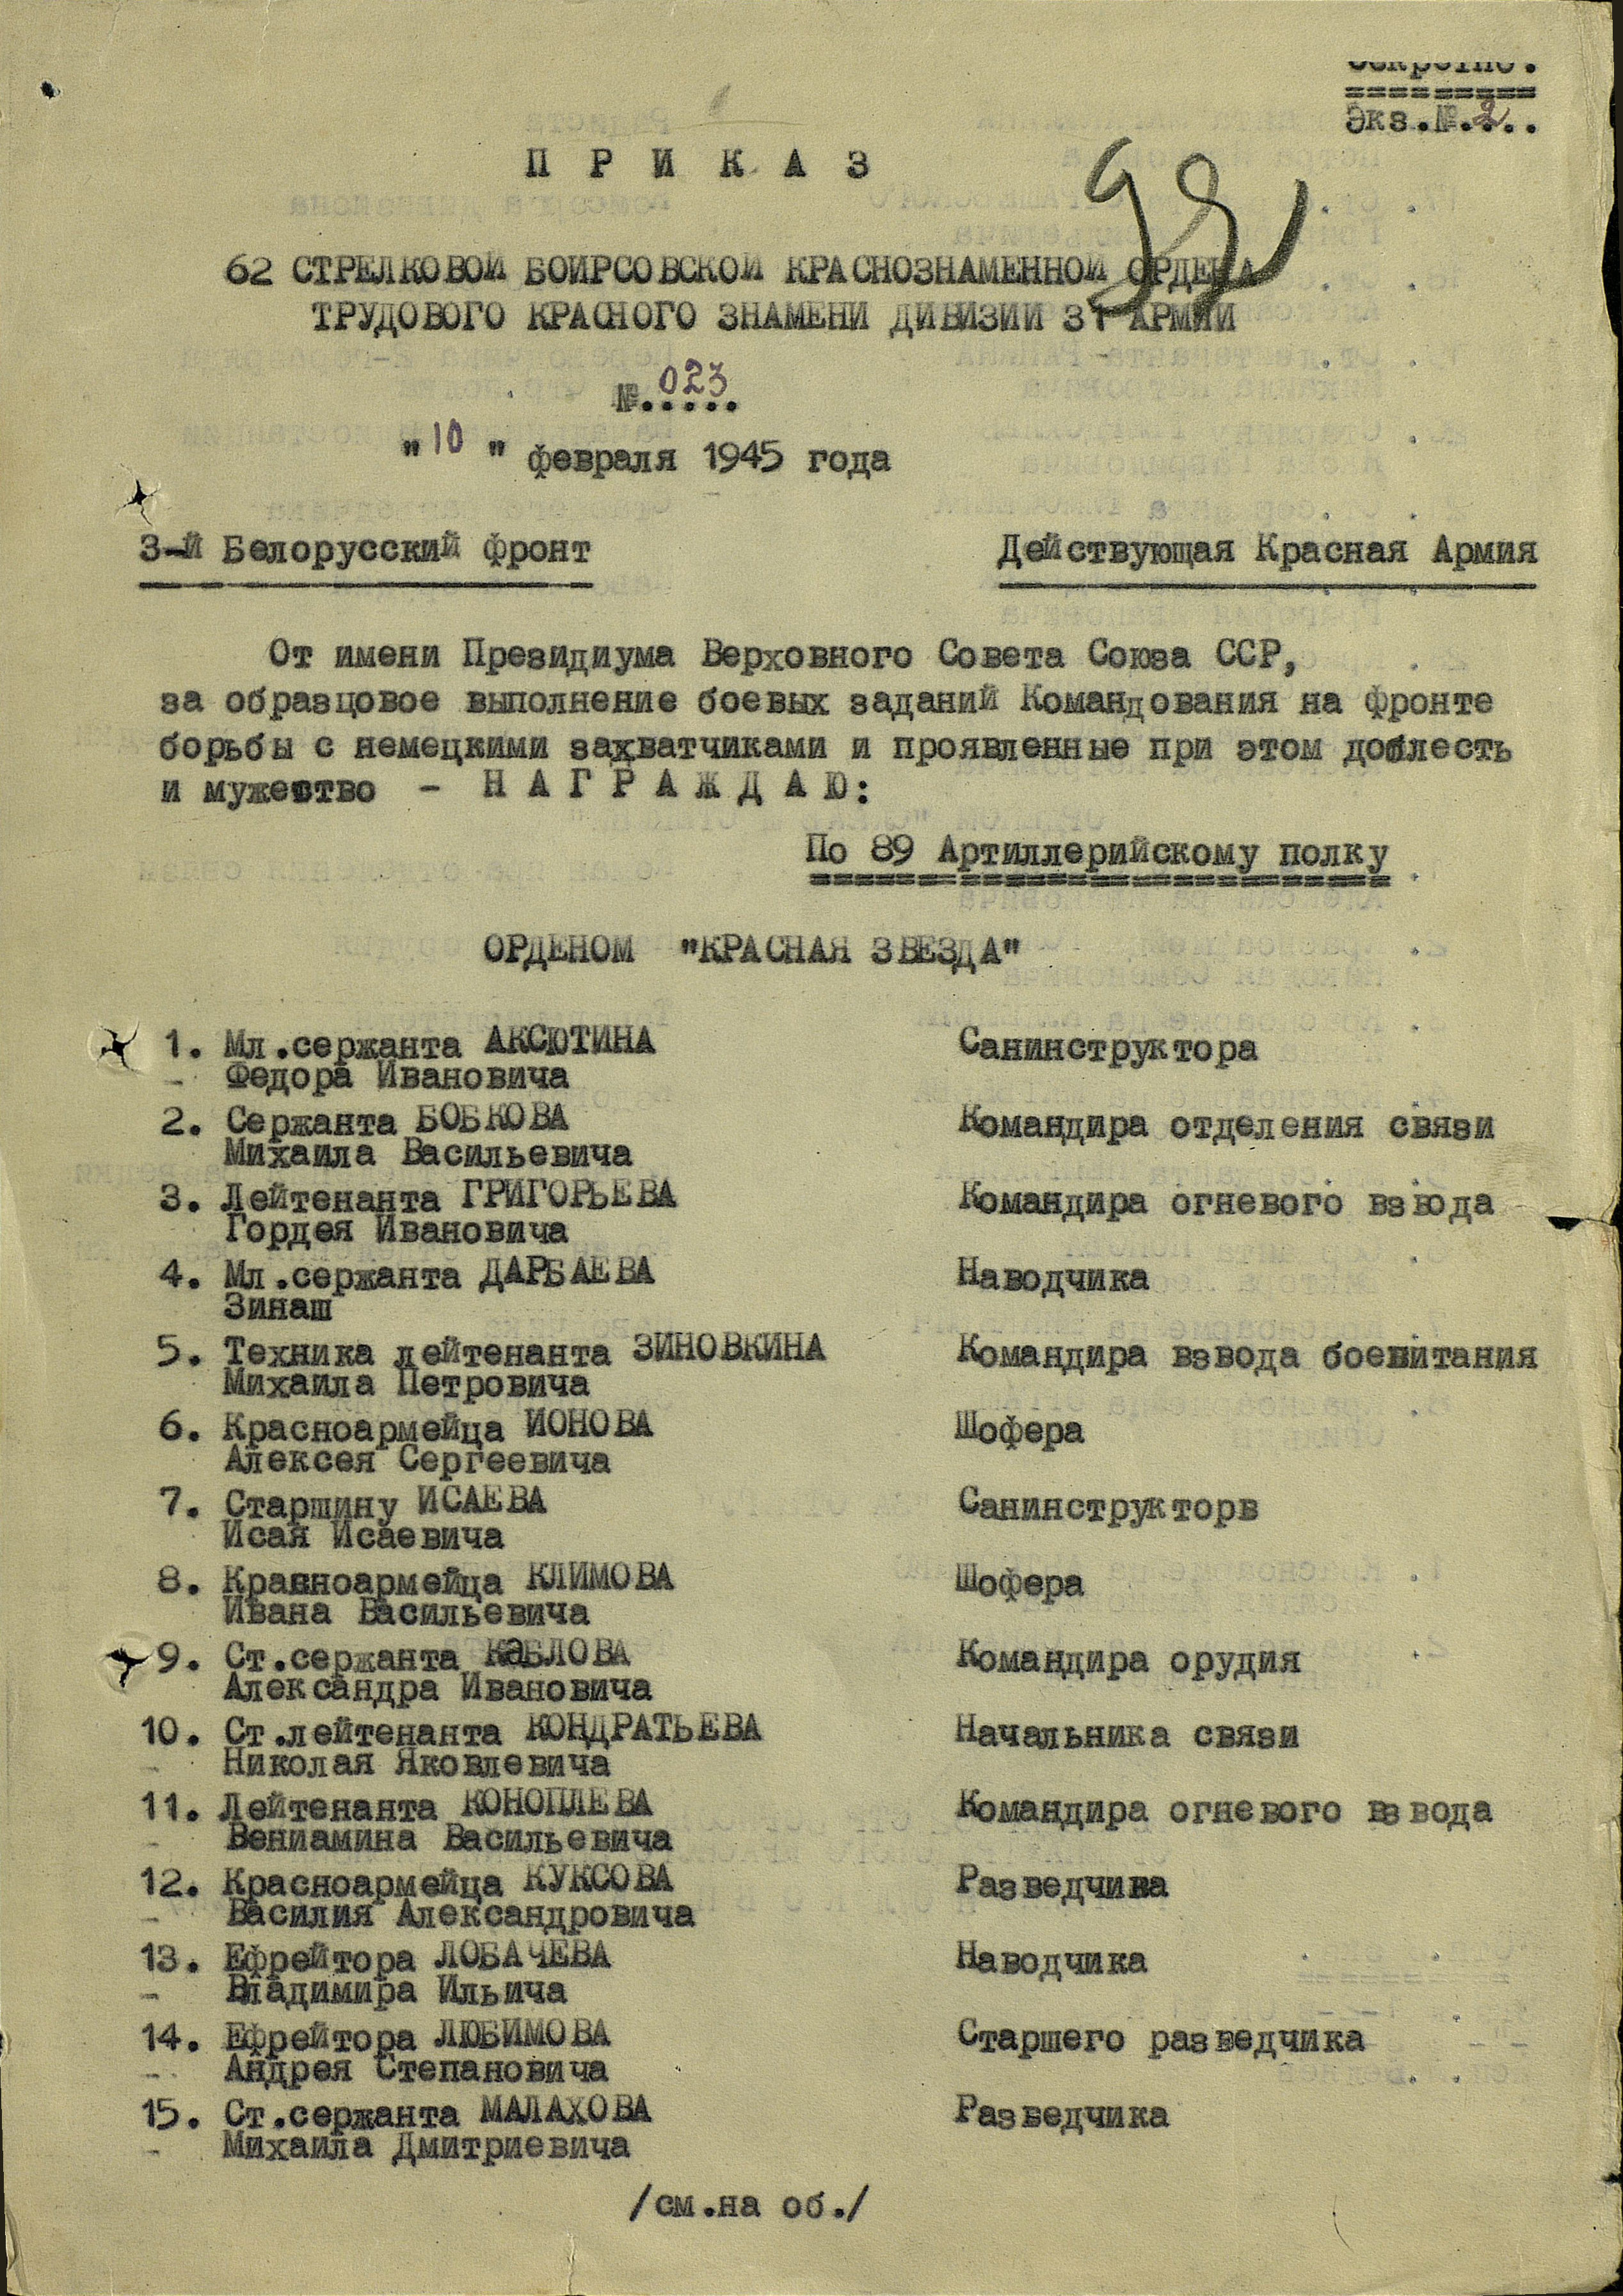 Секретно.
Экз.№.2...
П Р И К А З
62 СТРЕЛКОВОЙ БОИРСОВСКОЙ КРАСНОЗНАМЕННОЙ ОРДЕНА
ТРУДОВОГО КРАСНОГО ЗНАМЕНИ ДИВИЗИИ 31 АРМИИ
№.023....
"10" февраля 1945 года
3-й Белорусский фронт Действующая Красная Армия
От имени Президиума Верховного Совета Союза ССР,
за образцовое выполнение боевых заданий Командования на фронте
борьбы с немецкими захватчиками и проявленные при этом доблесть
и мужество - Н А Г Р А Ж Д А Ю:
По 89 Артиллерийскому полку
ОРДЕНОМ "КРАСНАЯ ЗВЕЗДА"
1. Мл.сержанта АКСЮТИНА Санинструктора
Федора Ивановича
2. Сержанта БОБКОВА Командира отделения связи
Михаила Васильевича
3. Лейтенанта ГРИГОРЬЕВА Командира огневого взвода
Гордея Ивановича
4. Мл.сержанта ДАРБАЕВА Наводчика
Зинаш
5. Техника лейтенанта ЗИНОВКИНА Командира взвода боепитания
Михаила Петровича
6. Красноармейца ИОНОВА Шофера
Алексея Сергеевича
7. Старшину ИСАЕВА Санинструкторв
Исая Исаевича
8. Красноармейца КЛИМОВА Шофера
Ивана Васильевича
9. Ст.сержанта КаБЛОВА Командира орудия
Александра Ивановича
10. Ст.лейтенанта КОНДРАТЬЕВА Начальника связи
Николая Яковлевича
11. Лейтенанта КОНОПЛЕВА Командира огневого взвода
Вениамина Васильевича
12. Красноармейца КУКСОВА Разведчика
Василия Александровича
13. Ефрейтора ЛОБАЧЕВА Наводчика
Владимира Ильича
14. Ефрейтора ЛЮБИМОВА Старшего разведчика
Андрея Степановича
15. Ст.сержанта МАЛАХОВА Разведчика
Михаила Дмитриевича
/см.на об./